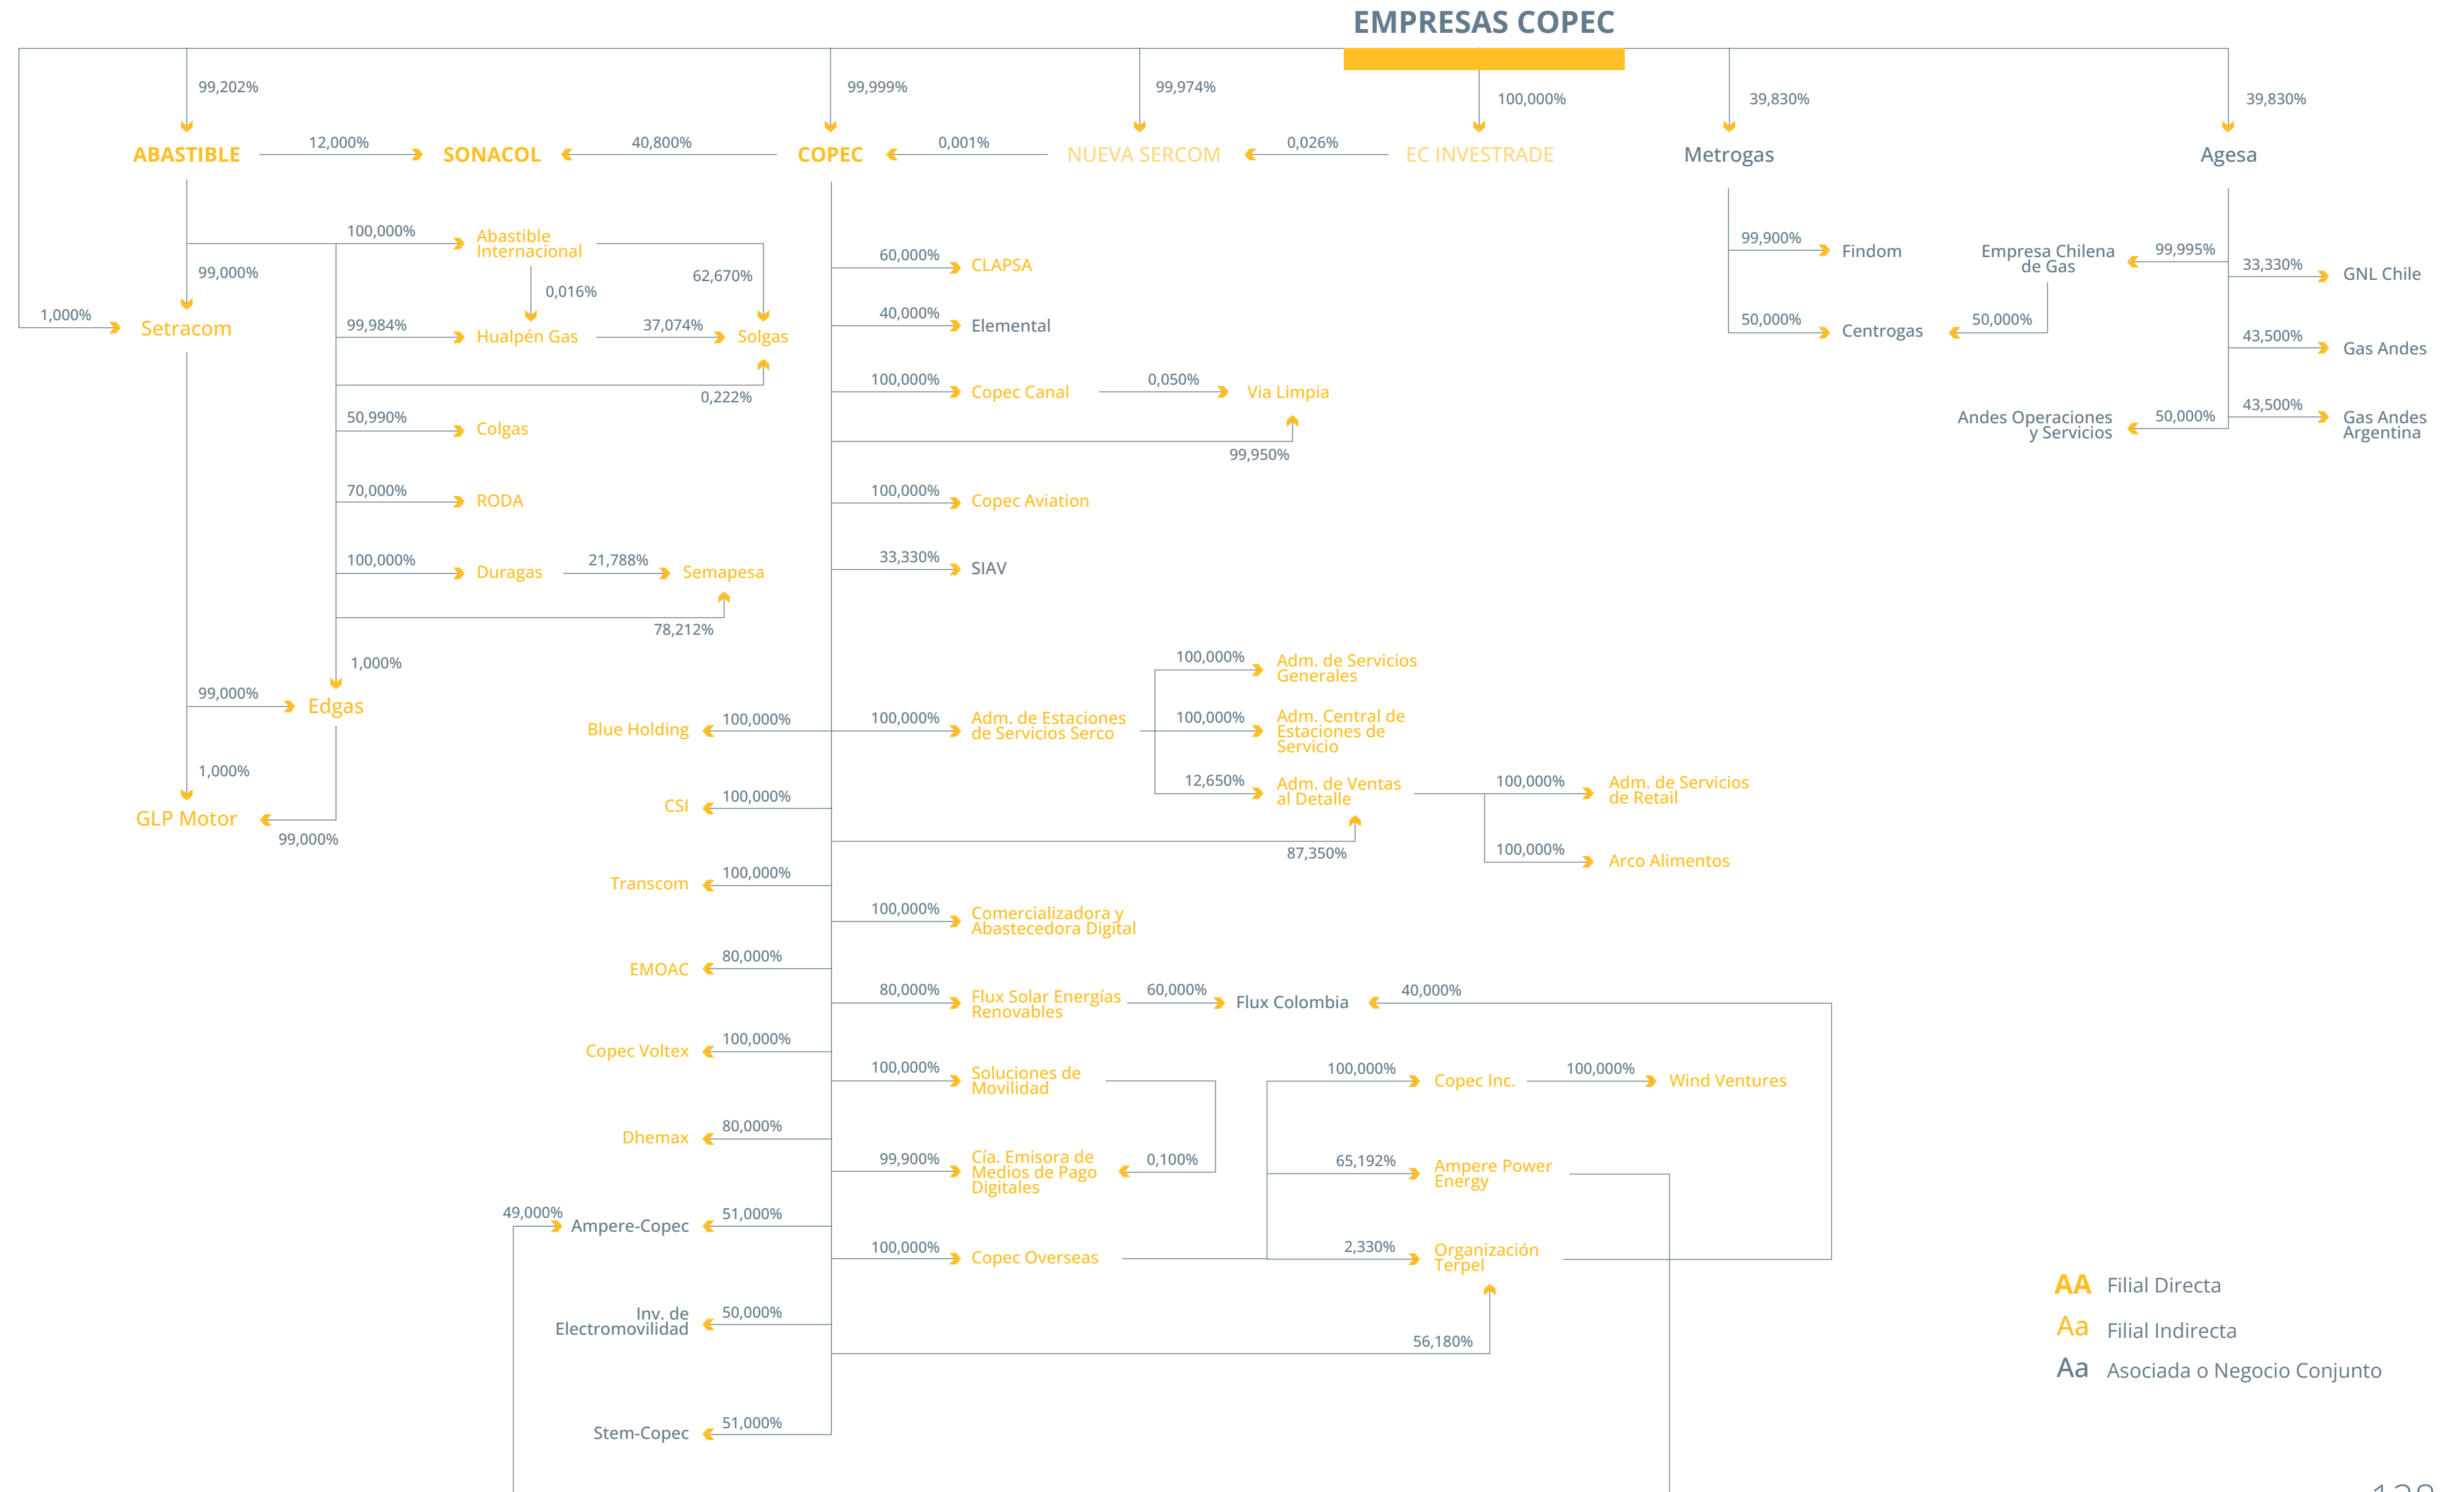 EMPRESAS COPEC
99,202%
99,999%
99,974%
100,000%
39,830%
39,830%
ABASTIBLE
12,000%
SONACOL
40,800%
COPEC
0,001%
NUEVA SERCOM
0,026%
EC INVESTRADE
Metrogas
Agesa
100,000%
Abastible
Internacional
99,000%
62,670%
0,016%
1,000%
Setracom
99,984%
Hualpén Gas
37,074%
Solgas
0,222%
50,990%
Colgas
70,000%
RODA
100,000%
Duragas
21,788%
Semapesa
78,212%
1,000%
99,000%
Edgas
1,000%
GLP Motor
99,000%
60,000%
CLAPSA
40,000%
Elemental
100,000%
Copec Canal
0,050%
Via Limpia
99,950%
100,000%
Copec Aviation
33,330%
SIAV
Blue Holding
100,000%
100,000%
Adm. de Estaciones
de Servicios Serco
100,000%
Adm. de Servicios
Generales
100,000%
Adm. Central de
Estaciones de
Servicio
12,650%
Adm. de Ventas
al Detalle
100,000%
Adm. de Servicios
de Retail
87,350%
100,000%
Arco Alimentos
CSI
100,000%
Transcom
100,000%
100,000%
Comercializadora y
Abastecedora Digital
EMOAC
80,000%
80,000%
Flux Solar Energías
Renovables
60,000%
Flux Colombia
40,000%
Copec Voltex
100,000%
100,000%
Soluciones de
Movilidad
100,000%
Copec Inc.
100,000%
Wind Ventures
Dhemax
80,000%
99,900%
Cía. Emisora de
Medios de Pago
Digitales
0,100%
65,192%
Ampere Power
Energy
49,000%
Ampere-Copec
51,000%
100,000%
Copec Overseas
2,330%
Organización
Terpel
Inv. de
Electromovilidad
50,000%
56,180%
Stem-Copec
51,000%
99,900%
Findom
50,000%
Centrogas
50,000%
Empresa Chilena
de Gas
99,995%
33,330%
GNL Chile
43,500%
Gas Andes
Andes Operaciones
y Servicios
50,000%
43,500%
Gas Andes
Argentina
AA Filial Directa
Aa Filial Indirecta
Aa Asociada o Negocio Conjunto